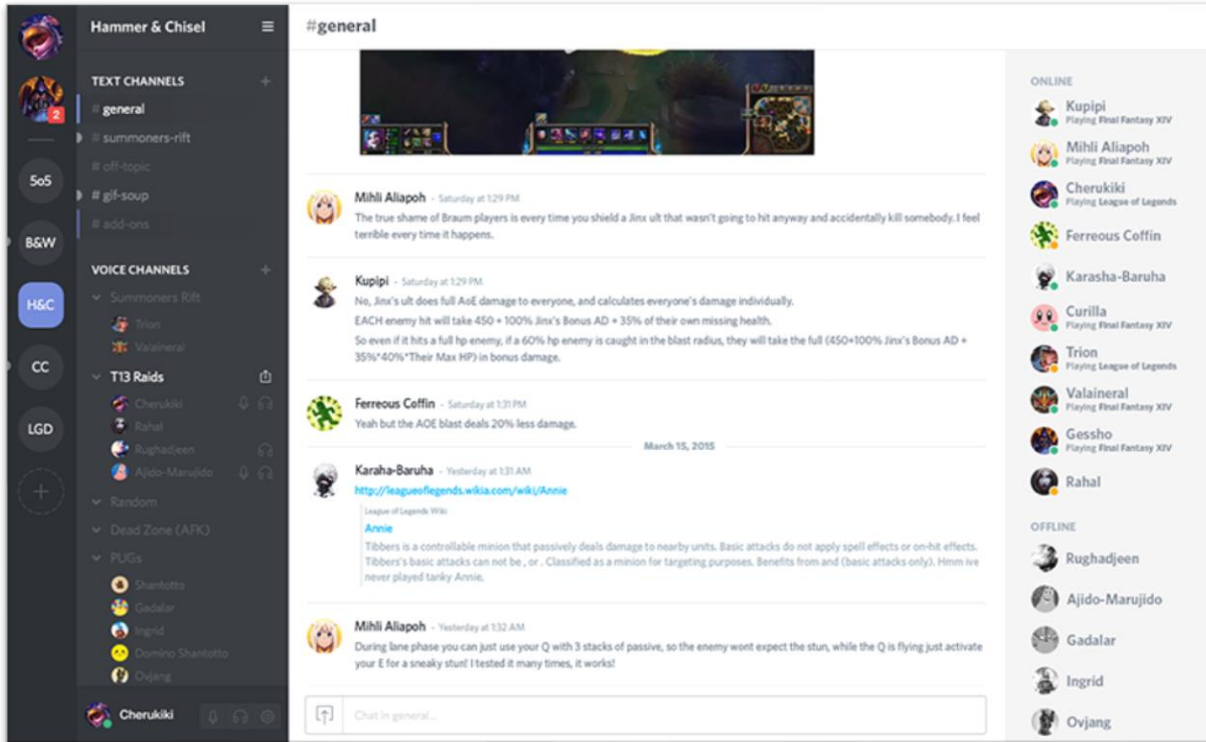 Hammer & Chisel
2
5o5
B&W
H&C
CC
LGD
TEXT CHANNELS
# general
# summoners-rift
# off-topic
# gif-soup
# add-ons
VOICE CHANNELS
Summoners Rift
Trion
Valaineral
T13 Raids
Cherukiki
Rahal
Rughadjeen
Ajido-Marujido
Random
Dead Zone (AFK)
PUGs
Shantotto
Gadalar
Ingrid
Domino Shantotto
Ovjang
Cherukiki
#general
Mihli Aliapoh - Saturday at 1:29 PM
The true shame of Braum players is every time you shield a Jinx ult that wasn't going to hit anyway and accidentally kill somebody. I feel
terrible every time it happens.
Kupipi - Saturday at 1:29 PM
No, Jinx's ult does full AoE damage to everyone, and calculates everyone's damage individually.
EACH enemy hit will take 450 + 100% Jinx's Bonus AD + 35% of their own missing health.
So even if it hits a full hp enemy, if a 60% hp enemy is caught in the blast radius, they will take the full (450+100% Jinx's Bonus AD +
35%*40%*Their Max HP) in bonus damage.
Ferreous Coffin - Saturday at 1:31 PM
Yeah but the AOE blast deals 20% less damage.
March 15, 2015
Karaha-Baruha - Yesterday at 1:31 AM
http://leagueoflegends.wikia.com/wiki/Annie
League of Legends Wiki
Annie
Tibbers is a controllable minion that passively deals damage to nearby units. Basic attacks do not apply spell effects or on-hit effects.
Tibbers's basic attacks can not be , or . Classified as a minion for targeting purposes. Benefits from and (basic attacks only). Hmm ive
never played tanky Annie.
Mihli Aliapoh - Yesterday at 1:32 AM
During lane phase you can just use your Q with 3 stacks of passive, so the enemy wont expect the stun, while the Q is flying just activate
your E for a sneaky stun! I tested it many times, it works!
Chat in general...
ONLINE
Kupipi
Playing Final Fantasy XIV
Mihli Aliapoh
Playing Final Fantasy XIV
Cherukiki
Playing League of Legends
Ferreous Coffin
Karasha-Baruha
Curilla
Playing Final Fantasy XIV
Trion
Playing League of Legends
Valaineral
Playing Final Fantasy XIV
Gessho
Playing Final Fantasy XIV
Rahal
OFFLINE
Rughadjeen
Ajido-Marujido
Gadalar
Ingrid
Ovjang